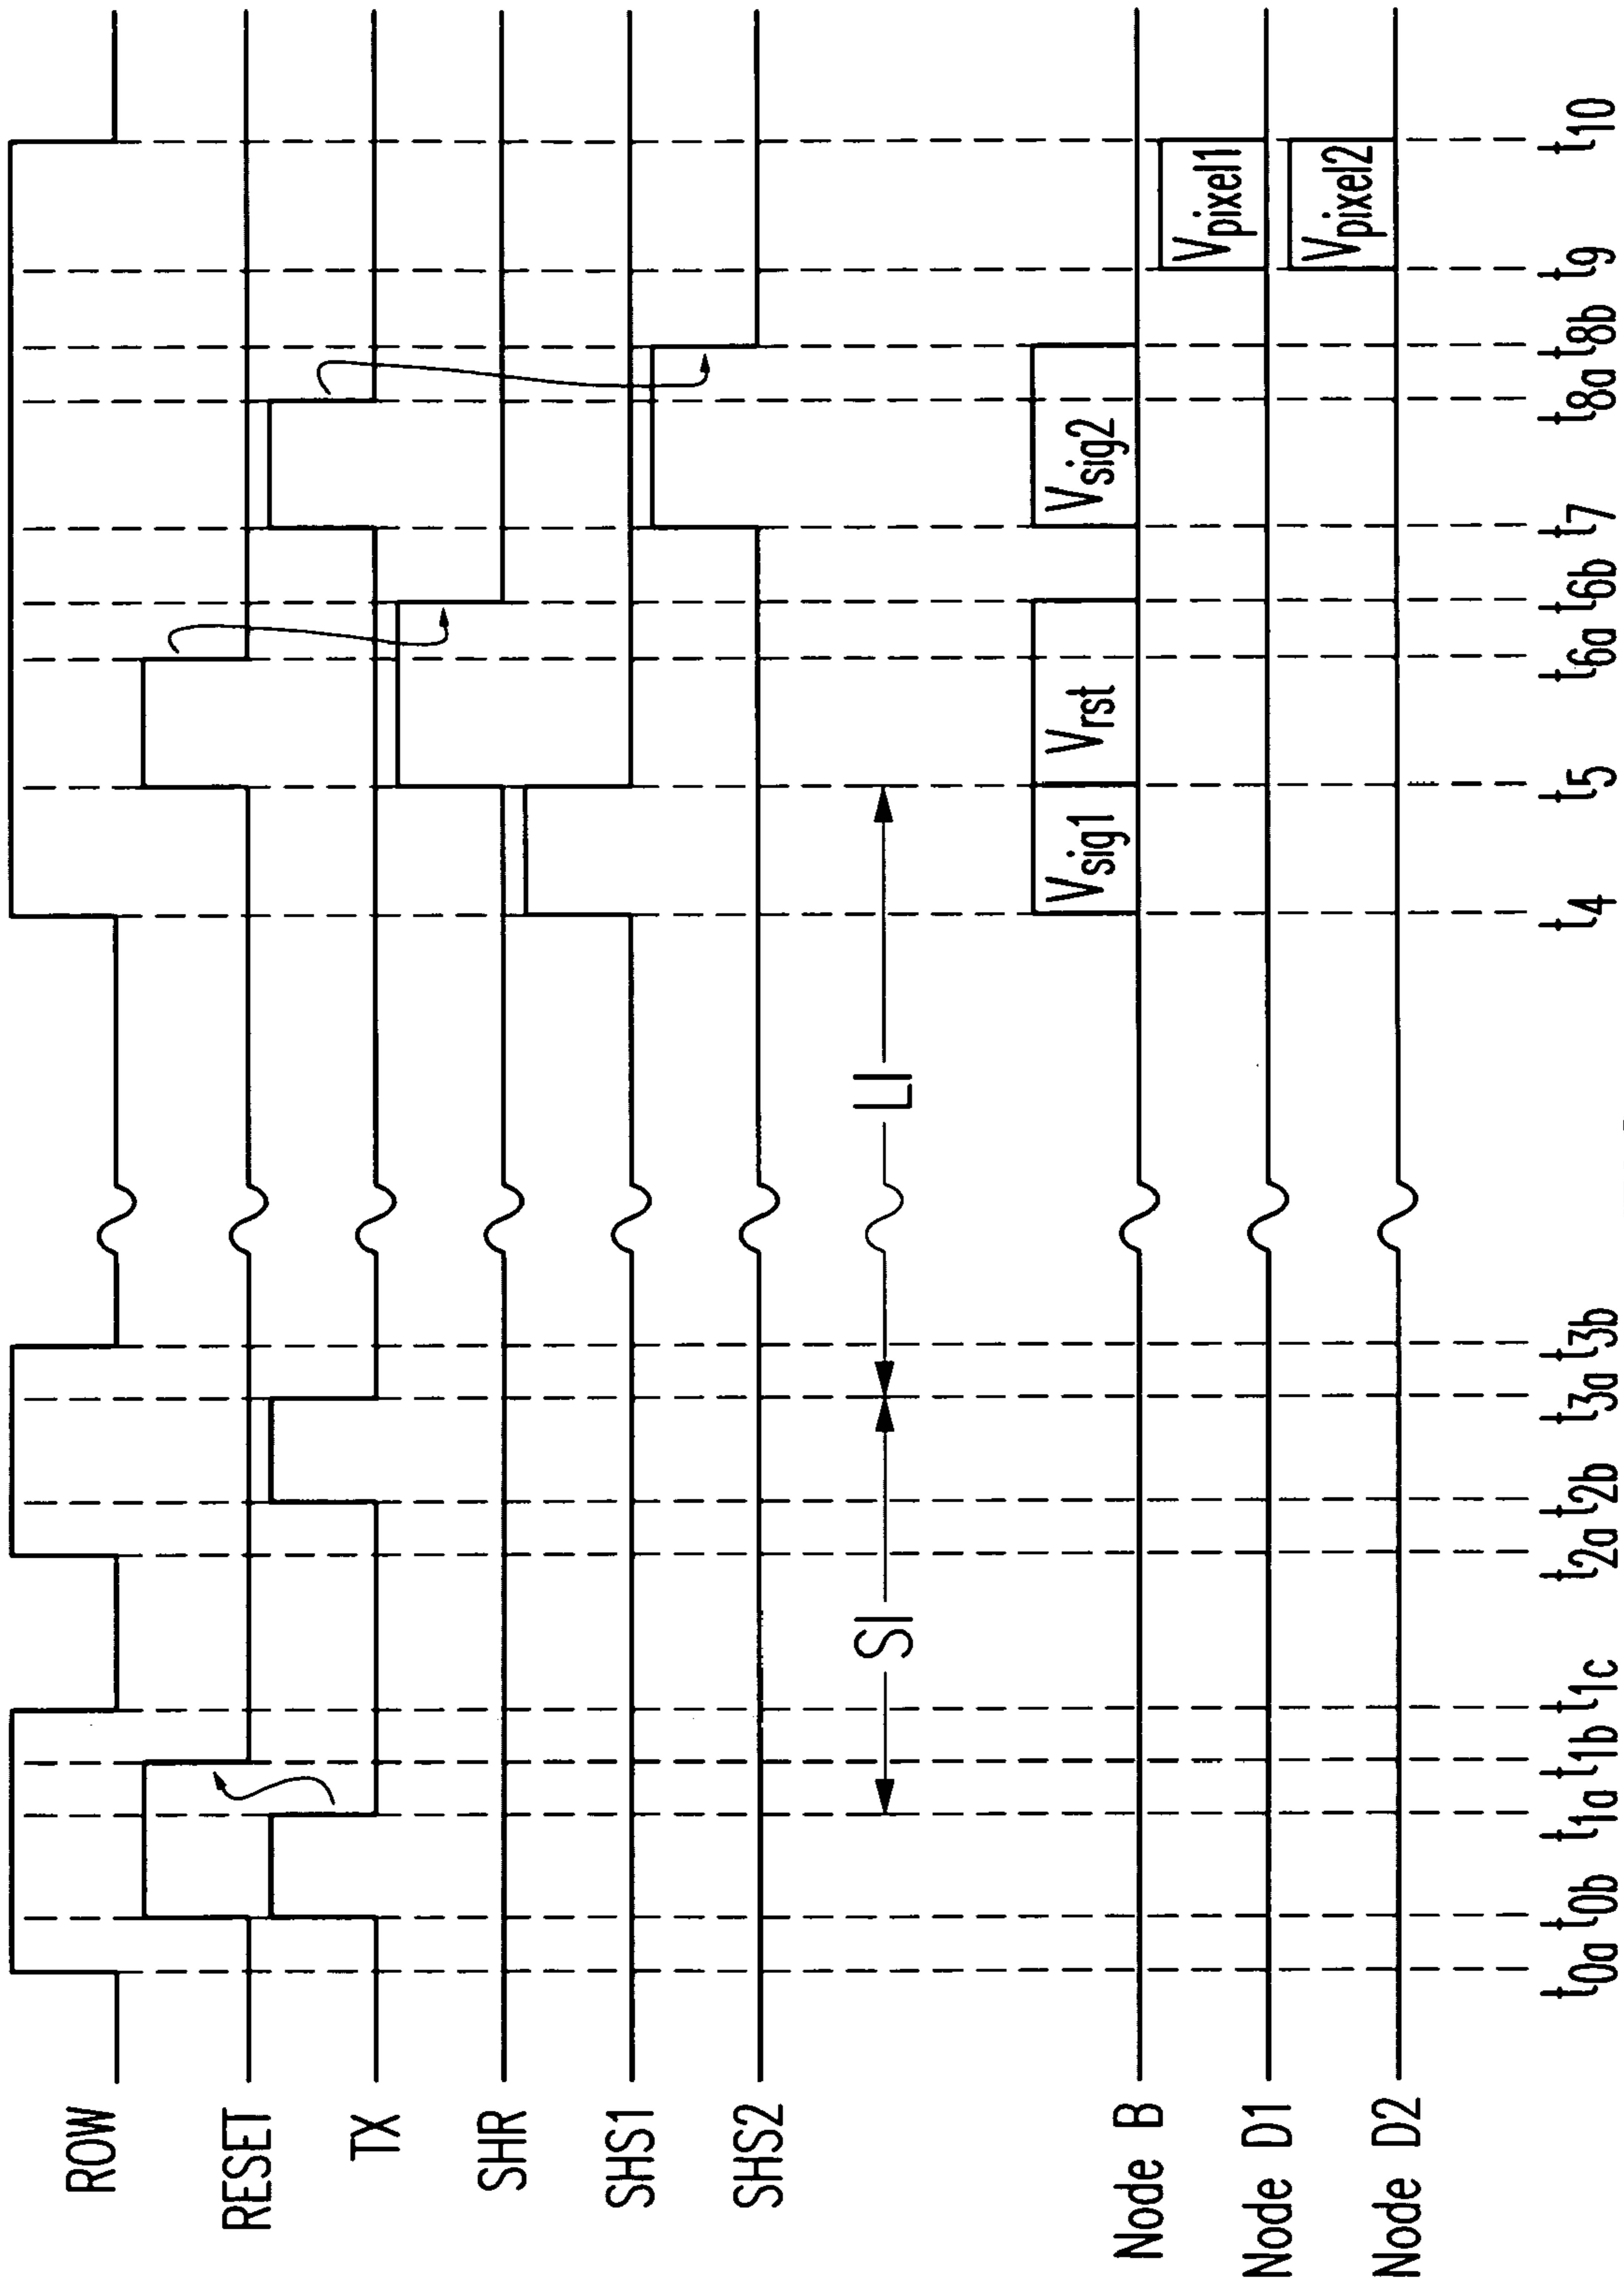 ROW
RESET
TX
SHR
SHS1
SHS2
SI
LI
Node B
Vsig1
Vrst
Vsig2
Node D1
Vpixel1
Node D2
Vpixel2
t0a t0b t1a t1b t1c t2a t2b t3a t3b t4 t5 t6a t6b t7 t8a t8b t9 t10